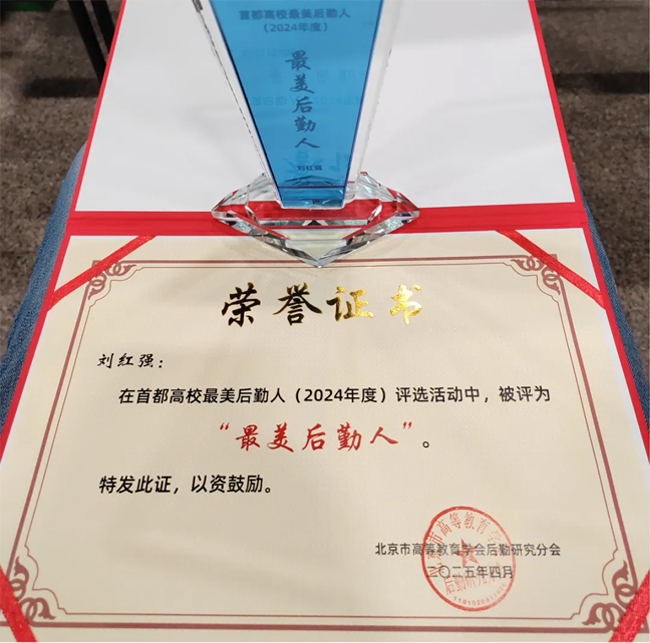 首都高校最美后勤人
(2024年度)
最美后勤人
刘红强
荣誉证书
刘红强:
在首都高校最美后勤人(2024年度)评选活动中,被评为
“最美后勤人”。
特发此证,以资鼓励。
北京市高等教育学会后勤研究分会
二〇二五年四月